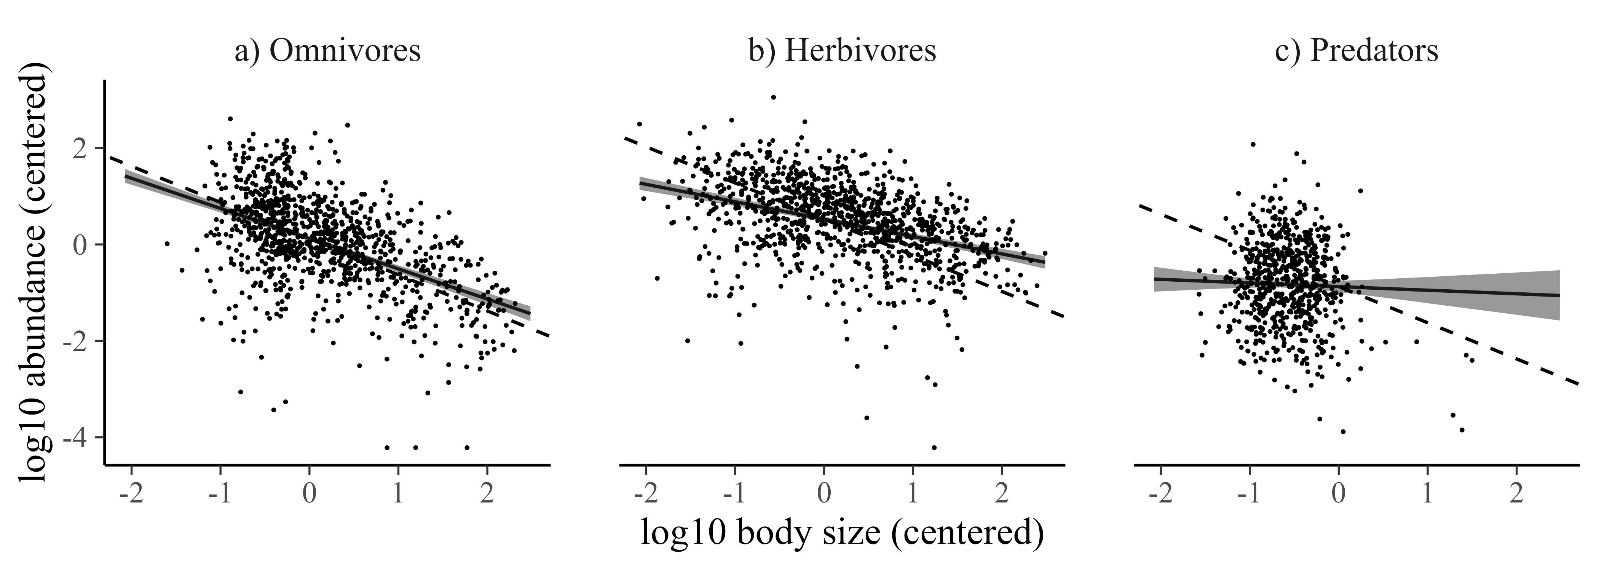 a) Omnivores
b) Herbivores
c) Predators
log10 abundance (centered)
2
0
-2
-4
-2 -1 0 1 2
-2 -1 0 1 2
-2 -1 0 1 2
log10 body size (centered)